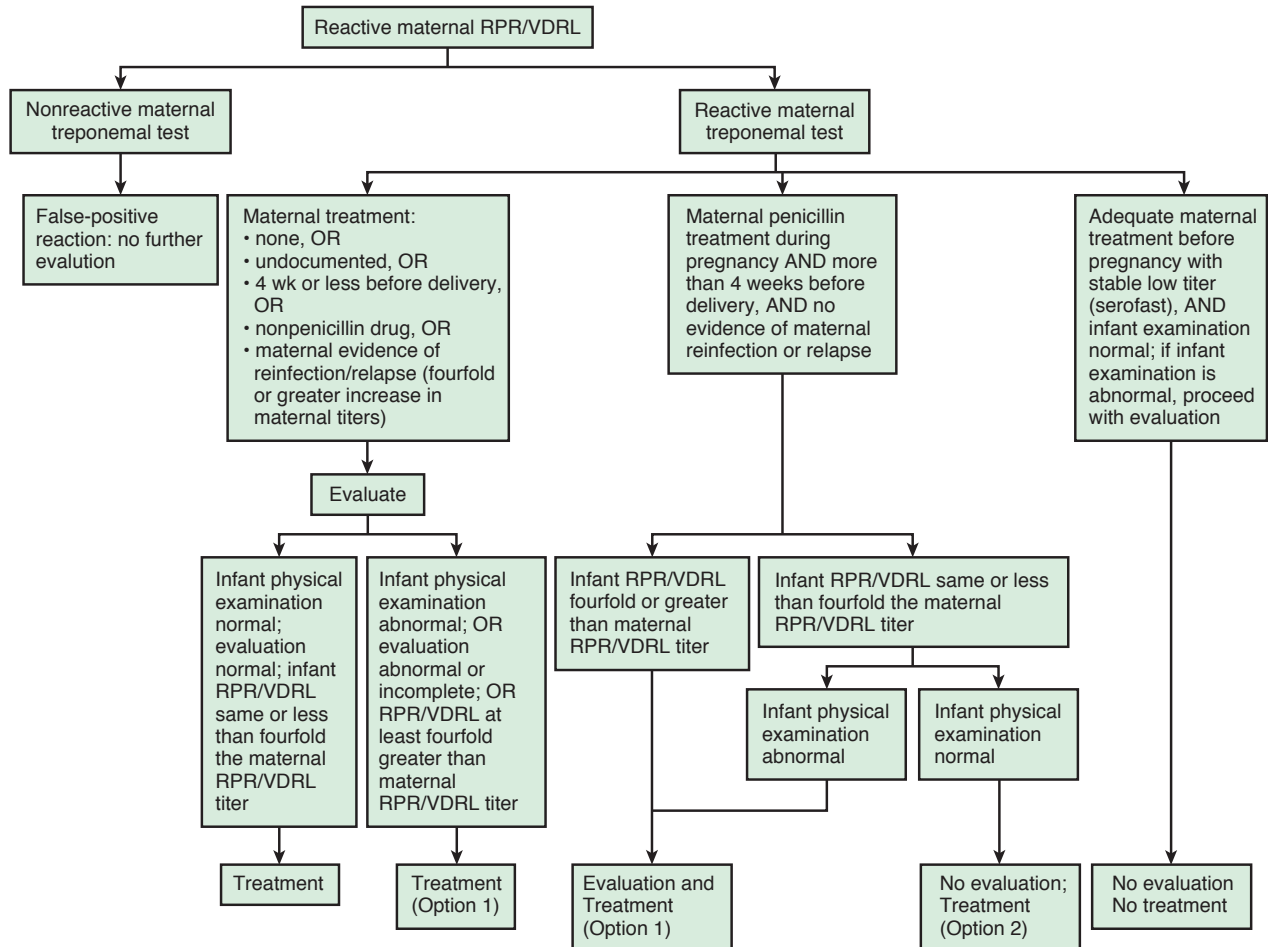 Reactive maternal RPR/VDRL
Nonreactive maternal
treponemal test
Reactive maternal
treponemal test
False-positive
reaction: no further
evalution
Maternal treatment:
• none, OR
• undocumented, OR
• 4 wk or less before delivery,
OR
• nonpenicillin drug, OR
• maternal evidence of
reinfection/relapse (fourfold
or greater increase in
maternal titers)
Maternal penicillin
treatment during
pregnancy AND more
than 4 weeks before
delivery, AND no
evidence of maternal
reinfection or relapse
Adequate maternal
treatment before
pregnancy with
stable low titer
(serofast), AND
infant examination
normal; if infant
examination is
abnormal, proceed
with evaluation
Evaluate
Infant physical
examination
normal;
evaluation
normal; infant
RPR/VDRL
same or less
than fourfold
the maternal
RPR/VDRL
titer
Infant physical
examination
abnormal; OR
evaluation
abnormal or
incomplete; OR
RPR/VDRL at
least fourfold
greater than
maternal
RPR/VDRL titer
Infant RPR/VDRL
fourfold or greater
than maternal
RPR/VDRL titer
Infant RPR/VDRL same or less
than fourfold the maternal
RPR/VDRL titer
Infant physical
examination
abnormal
Infant physical
examination
normal
Treatment
Treatment
(Option 1)
Evaluation and
Treatment
(Option 1)
No evaluation;
Treatment
(Option 2)
No evaluation
No treatment